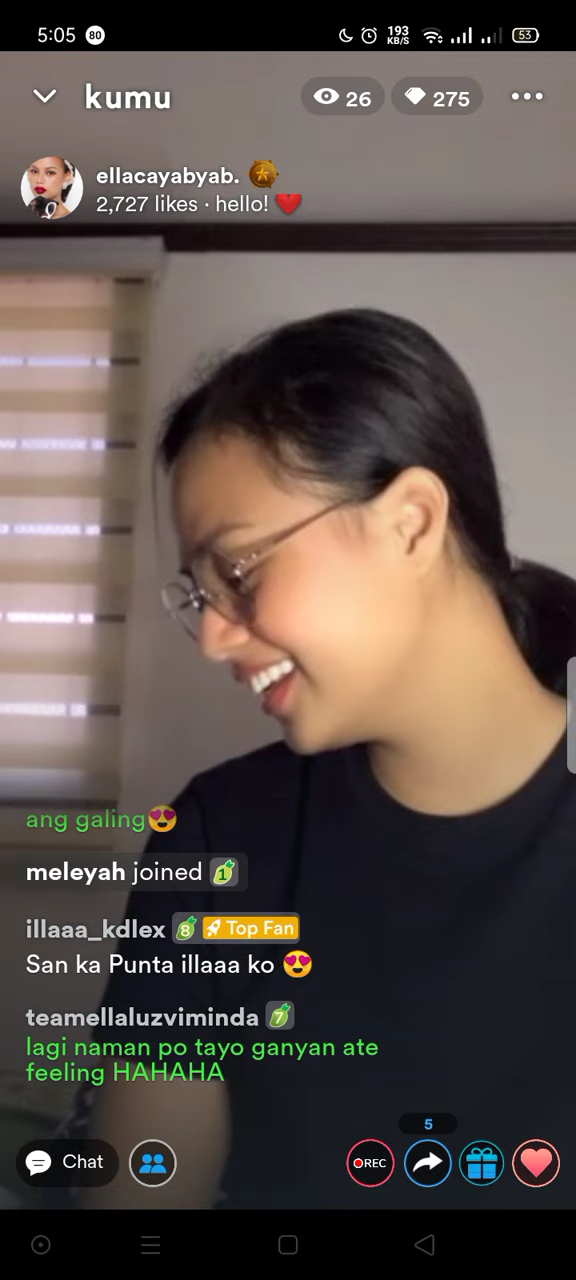 5:05 80 193 KB/S 53
kumu 26 275
ellacayabyab.
2,727 likes · hello! ❤️
ang galing😍
meleyah joined 1
illaaa_kdlex 8 Top Fan
San ka Punta illaaa ko 😍
teamellaluzviminda 7
lagi naman po tayo ganyan ate
feeling HAHAHA
5
Chat REC